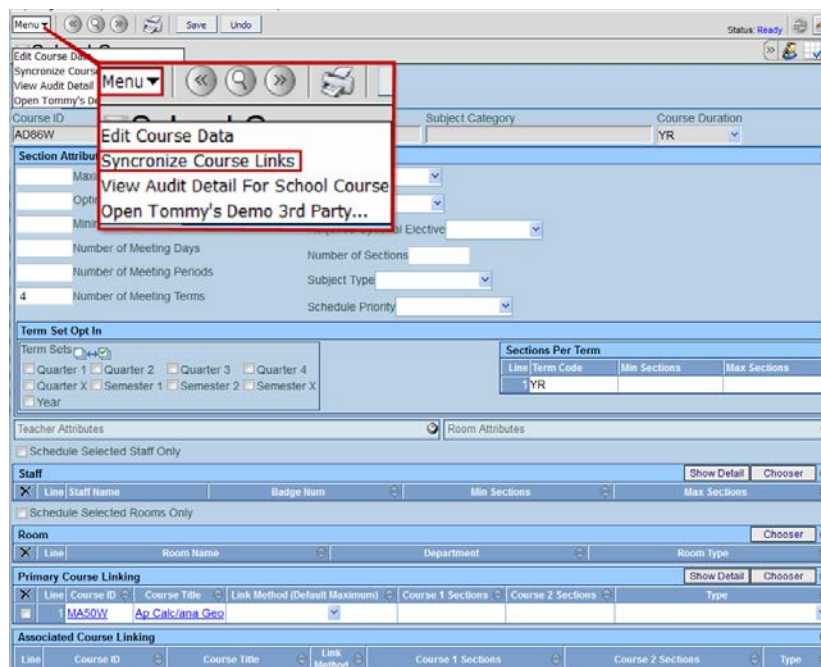 Menu Save Undo Status: Ready
Edit Course Data
Syncronize Course
View Audit Detail
Open Tommy's De
Menu
Edit Course Data
Syncronize Course Links
View Audit Detail For School Course
Open Tommy's Demo 3rd Party...
Course ID Subject Category Course Duration
AD86W YR
Section Attribu
Maxi
Optim
Mini Elective
Number of Meeting Days Number of Sections
Number of Meeting Periods Subject Type
4 Number of Meeting Terms Schedule Priority
Term Set Opt In
Term Sets Sections Per Term
Quarter 1 Quarter 2 Quarter 3 Quarter 4 Line Term Code Min Sections Max Sections
Quarter X Semester 1 Semester 2 Semester X 1 YR
Year
Teacher Attributes Room Attributes
Schedule Selected Staff Only
Staff Show Detail Chooser
X Line Staff Name Badge Num Min Sections Max Sections
Schedule Selected Rooms Only
Room Chooser
X Line Room Name Department Room Type
Primary Course Linking Show Detail Chooser
X Line Course ID Course Title Link Method (Default Maximum) Course 1 Sections Course 2 Sections Type
1 MA50W Ap Calc/ana Geo
Associated Course Linking
Line Course ID Course Title Link Method Course 1 Sections Course 2 Sections Type